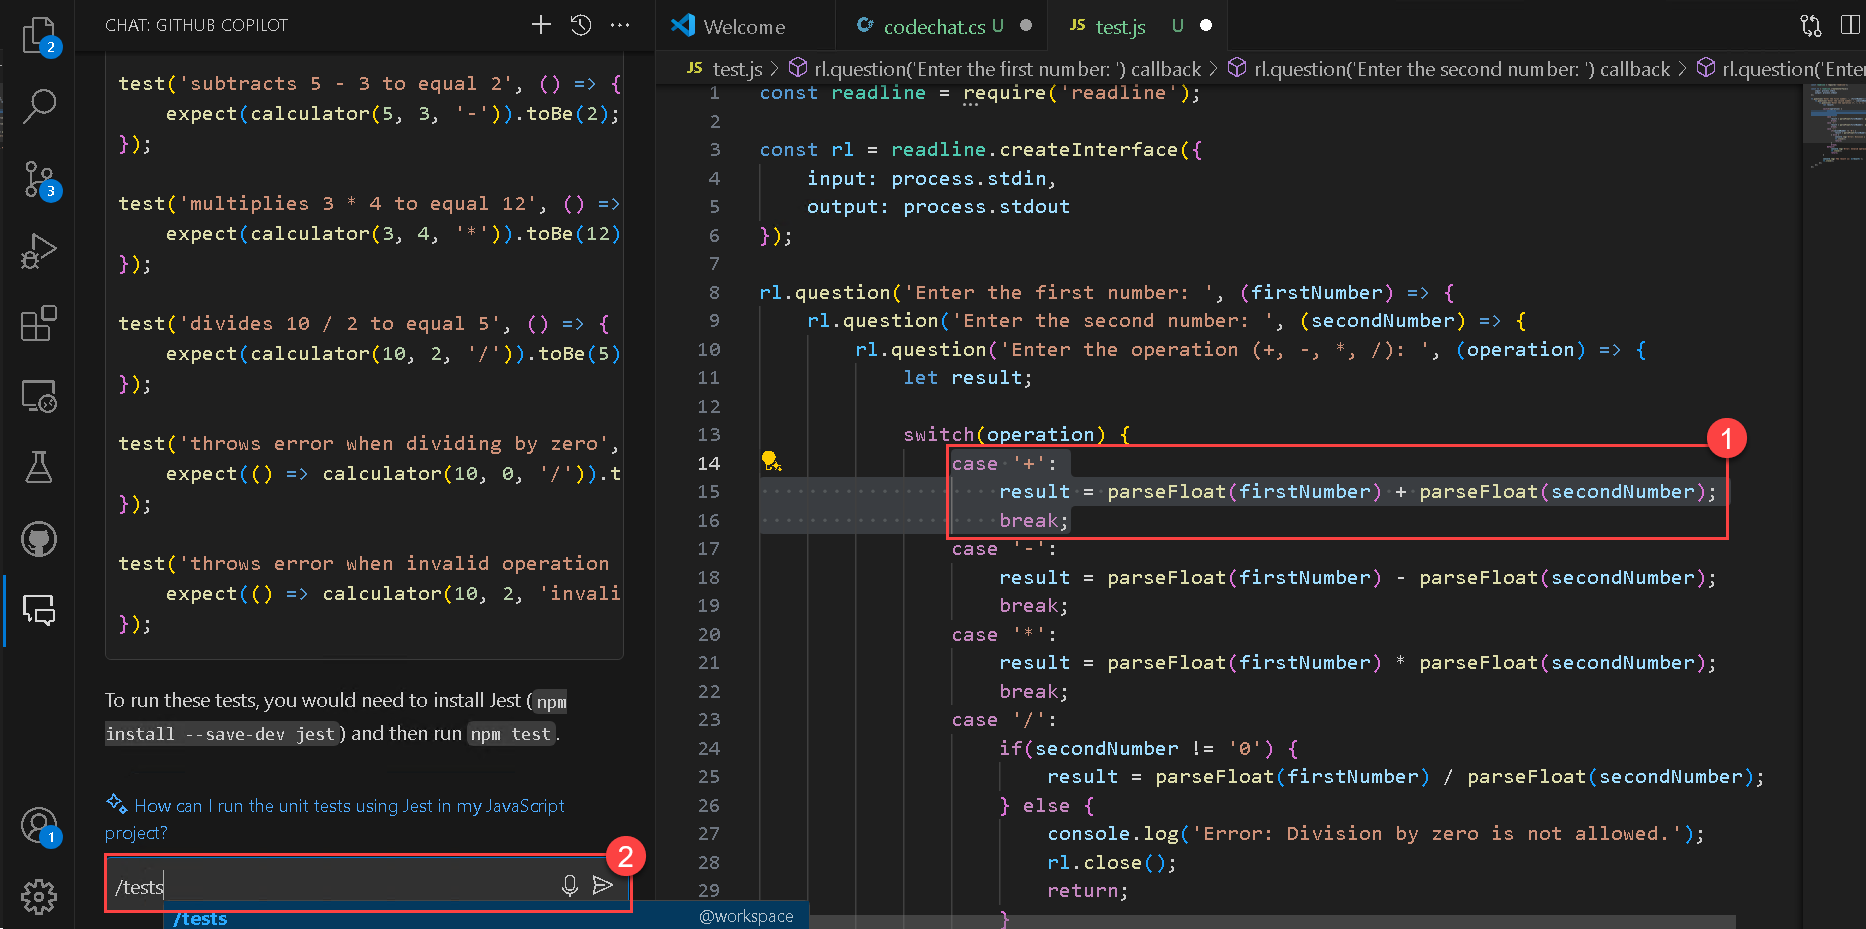 CHAT: GITHUB COPILOT
test('subtracts 5 - 3 to equal 2', () => {
expect(calculator(5, 3, '-')).toBe(2);
});
test('multiplies 3 * 4 to equal 12', () =>
expect(calculator(3, 4, '*')).toBe(12)
});
test('divides 10 / 2 to equal 5', () => {
expect(calculator(10, 2, '/')).toBe(5)
});
test('throws error when dividing by zero',
expect(() => calculator(10, 0, '/')).t
});
test('throws error when invalid operation
expect(() => calculator(10, 2, 'invali
});
To run these tests, you would need to install Jest (npm
install --save-dev jest) and then run npm test.
How can I run the unit tests using Jest in my JavaScript
project?
/tests
/tests @workspace
2
3
1
2
Welcome
codechat.cs U
JS test.js U
JS test.js > rl.question('Enter the first number: ') callback > rl.question('Enter the second number: ') callback > rl.question('Enter
1 const readline = require('readline');
2
3 const rl = readline.createInterface({
4 input: process.stdin,
5 output: process.stdout
6 });
7
8 rl.question('Enter the first number: ', (firstNumber) => {
9 rl.question('Enter the second number: ', (secondNumber) => {
10 rl.question('Enter the operation (+, -, *, /): ', (operation) => {
11 let result;
12
13 switch(operation) {
1
14 case '+':
15 result = parseFloat(firstNumber) + parseFloat(secondNumber);
16 break;
17 case '-':
18 result = parseFloat(firstNumber) - parseFloat(secondNumber);
19 break;
20 case '*':
21 result = parseFloat(firstNumber) * parseFloat(secondNumber);
22 break;
23 case '/':
24 if(secondNumber != '0') {
25 result = parseFloat(firstNumber) / parseFloat(secondNumber);
26 } else {
27 console.log('Error: Division by zero is not allowed.');
28 rl.close();
29 return;
}